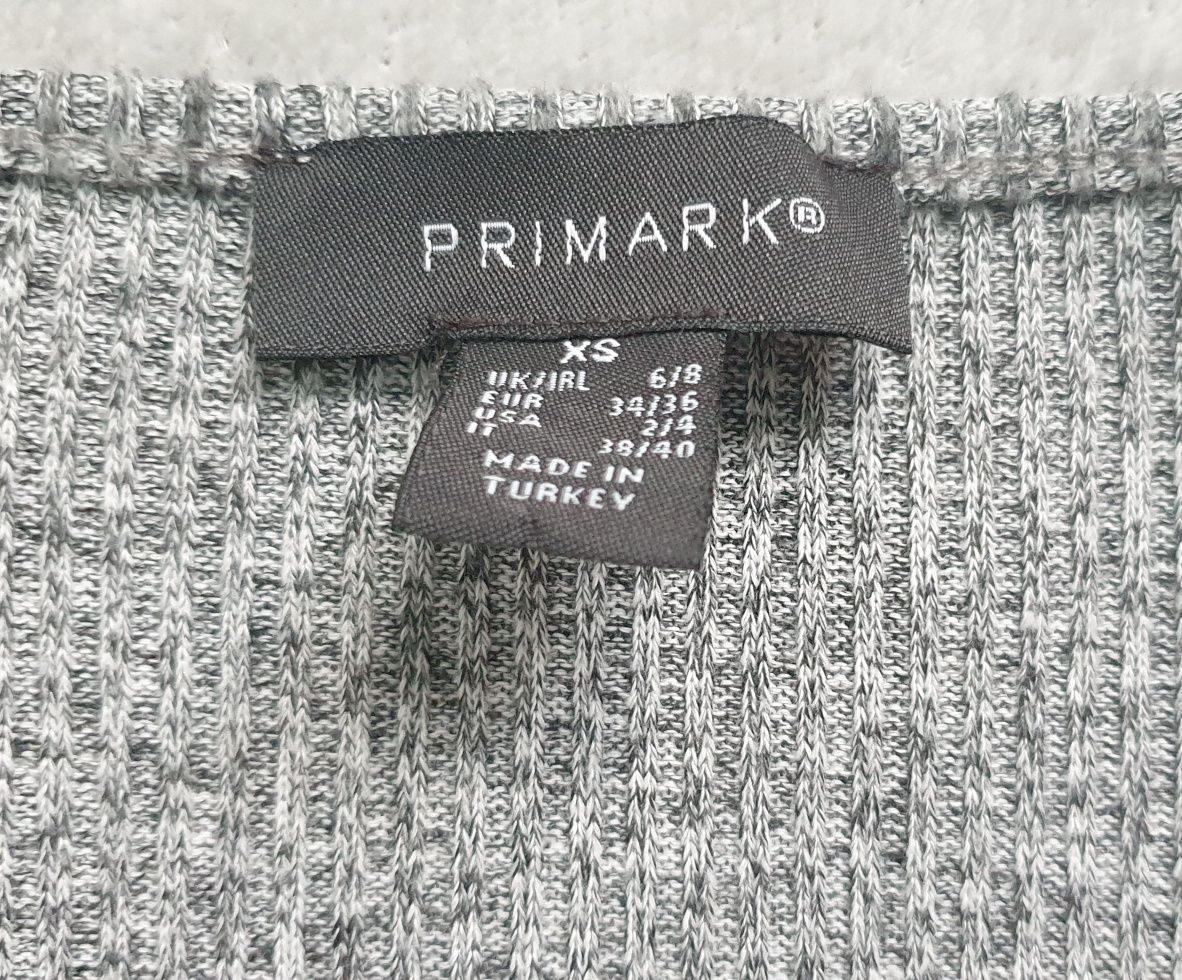 PRIMARK®
XS
UK/IRL 6/8
EUR 34/36
USA 2/4
IT 38/40
MADE IN
TURKEY